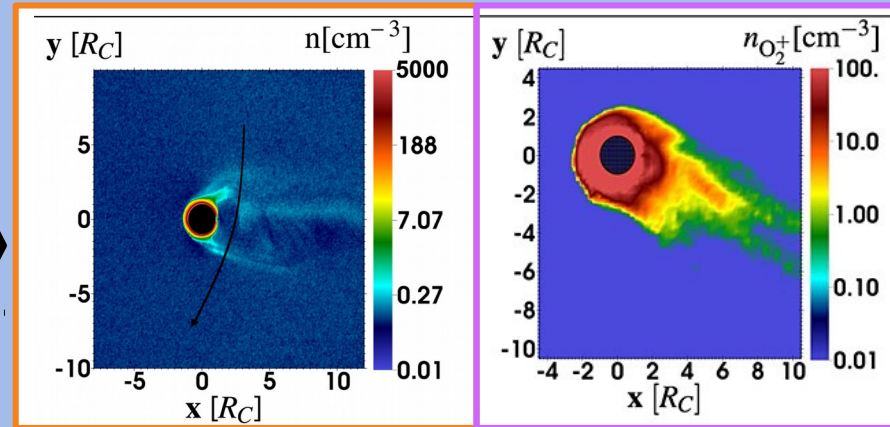 y [R_C]
n[cm⁻³]
5000
188
7.07
0.27
0.01
5
0
-5
-10
-5 0 5 10
x [R_C]
y [R_C]
n_{O₂⁺}[cm⁻³]
100.
10.0
1.00
0.10
0.01
4
2
0
-2
-4
-6
-8
-10
-4 -2 0 2 4 6 8 10
x [R_C]